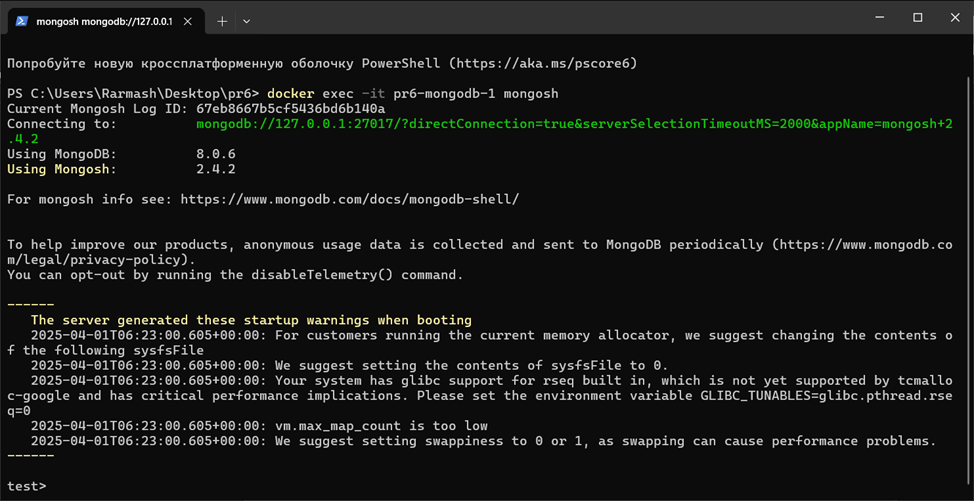 mongosh mongodb://127.0.0.1
Попробуйте новую кроссплатформенную оболочку PowerShell (https://aka.ms/pscore6)
PS C:\Users\Rarmash\Desktop\pr6> docker exec -it pr6-mongodb-1 mongosh
Current Mongosh Log ID: 67eb8667b5cf5436bd6b140a
Connecting to:          mongodb://127.0.0.1:27017/?directConnection=true&serverSelectionTimeoutMS=2000&appName=mongosh+2
.4.2
Using MongoDB:          8.0.6
Using Mongosh:          2.4.2
For mongosh info see: https://www.mongodb.com/docs/mongodb-shell/
To help improve our products, anonymous usage data is collected and sent to MongoDB periodically (https://www.mongodb.co
m/legal/privacy-policy).
You can opt-out by running the disableTelemetry() command.
------
   The server generated these startup warnings when booting
   2025-04-01T06:23:00.605+00:00: For customers running the current memory allocator, we suggest changing the contents o
f the following sysfsFile
   2025-04-01T06:23:00.605+00:00: We suggest setting the contents of sysfsFile to 0.
   2025-04-01T06:23:00.605+00:00: Your system has glibc support for rseq built in, which is not yet supported by tcmallo
c-google and has critical performance implications. Please set the environment variable GLIBC_TUNABLES=glibc.pthread.rse
q=0
   2025-04-01T06:23:00.605+00:00: vm.max_map_count is too low
   2025-04-01T06:23:00.605+00:00: We suggest setting swappiness to 0 or 1, as swapping can cause performance problems.
------
test>